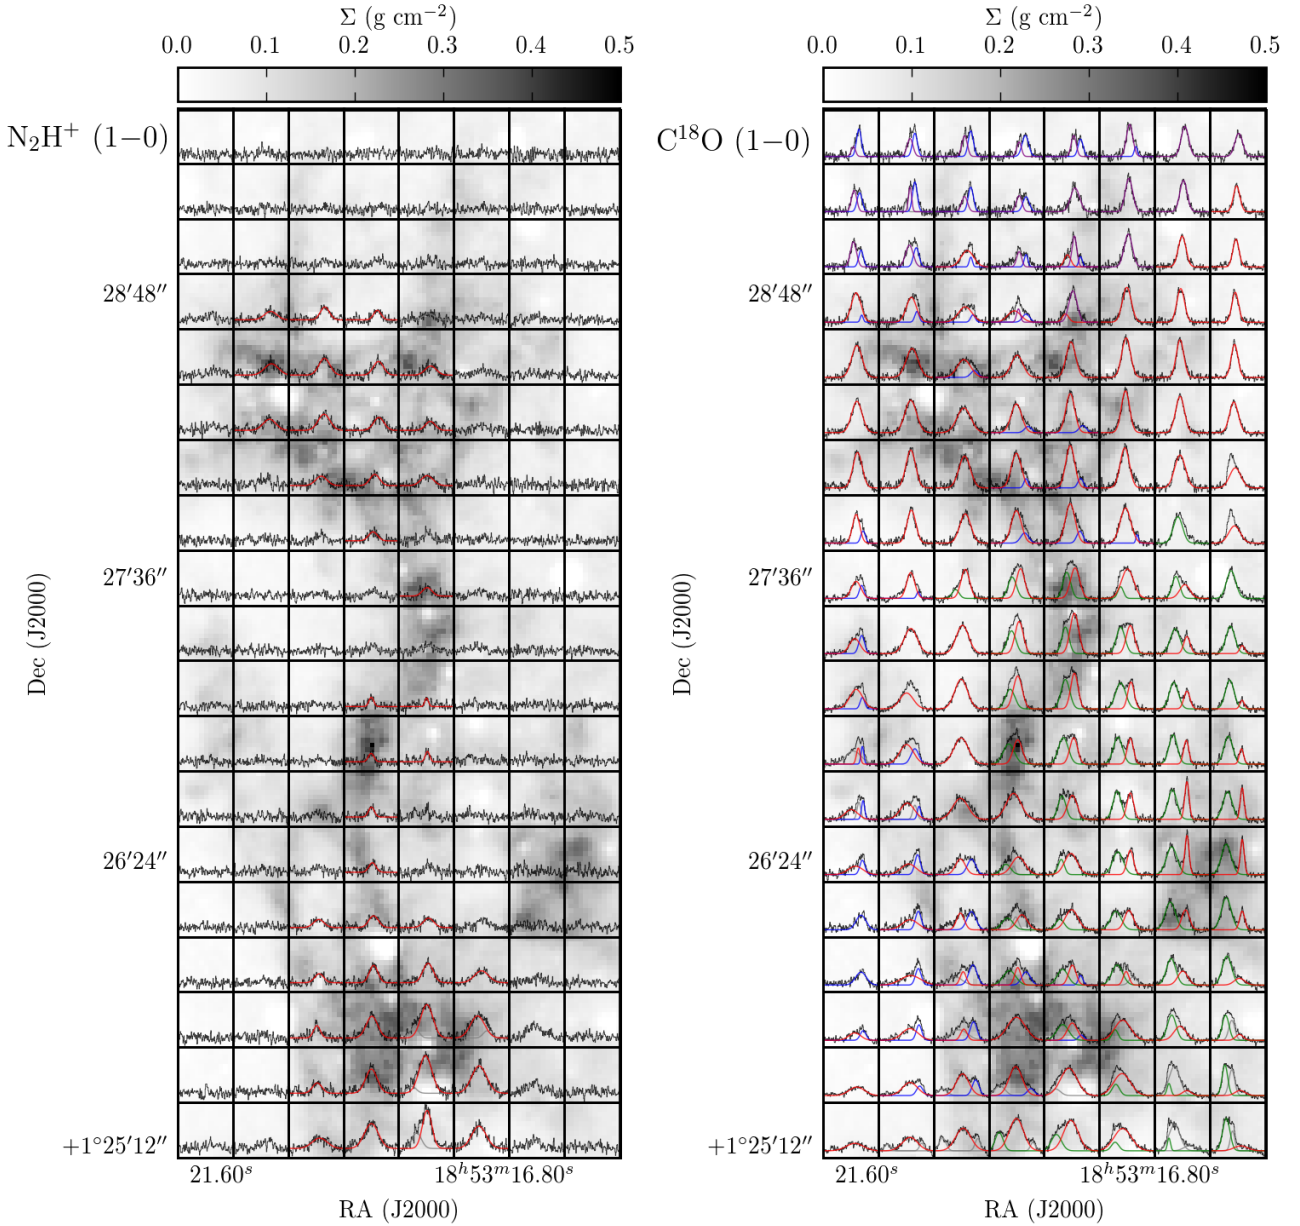 Σ (g cm⁻²)
0.0 0.1 0.2 0.3 0.4 0.5
N₂H⁺ (1−0)
28′48″
27′36″
26′24″
+1°25′12″
Dec (J2000)
21.60ˢ 18ʰ53ᵐ16.80ˢ
RA (J2000)
Σ (g cm⁻²)
0.0 0.1 0.2 0.3 0.4 0.5
C¹⁸O (1−0)
28′48″
27′36″
26′24″
+1°25′12″
Dec (J2000)
21.60ˢ 18ʰ53ᵐ16.80ˢ
RA (J2000)